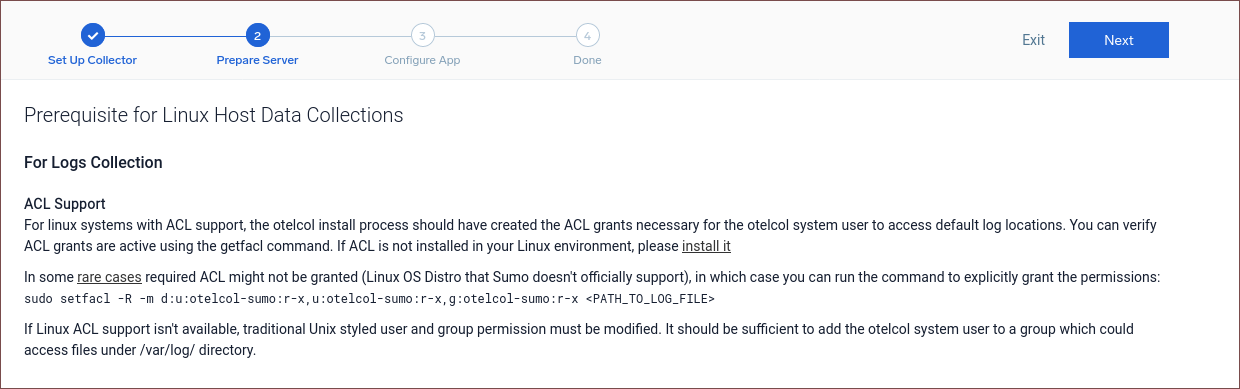 2
3
4
Set Up Collector
Prepare Server
Configure App
Done
Exit
Next
Prerequisite for Linux Host Data Collections
For Logs Collection
ACL Support
For linux systems with ACL support, the otelcol install process should have created the ACL grants necessary for the otelcol system user to access default log locations. You can verify
ACL grants are active using the getfacl command. If ACL is not installed in your Linux environment, please install it
In some rare cases required ACL might not be granted (Linux OS Distro that Sumo doesn't officially support), in which case you can run the command to explicitly grant the permissions:
sudo setfacl -R -m d:u:otelcol-sumo:r-x,u:otelcol-sumo:r-x,g:otelcol-sumo:r-x <PATH_TO_LOG_FILE>
If Linux ACL support isn't available, traditional Unix styled user and group permission must be modified. It should be sufficient to add the otelcol system user to a group which could
access files under /var/log/ directory.